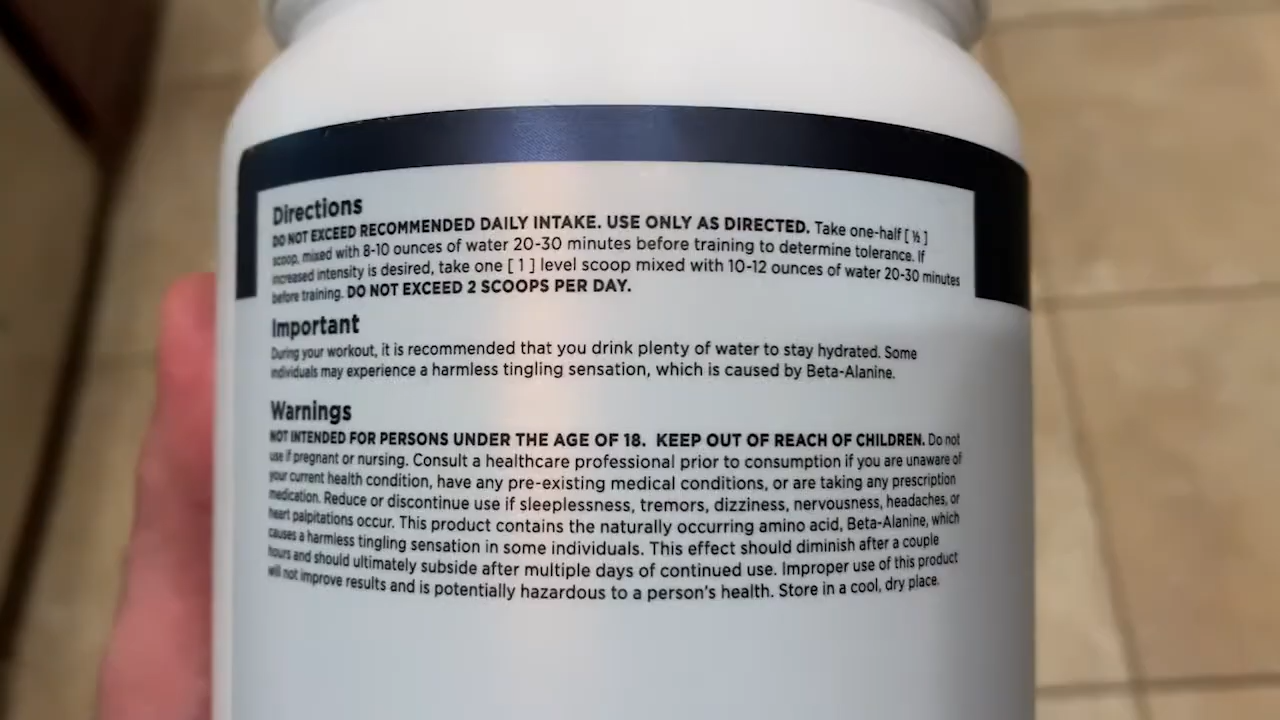 Directions
DO NOT EXCEED RECOMMENDED DAILY INTAKE. USE ONLY AS DIRECTED. Take one-half [ ½ ]
scoop, mixed with 8-10 ounces of water 20-30 minutes before training to determine tolerance. If
increased intensity is desired, take one [ 1 ] level scoop mixed with 10-12 ounces of water 20-30 minutes
before training. DO NOT EXCEED 2 SCOOPS PER DAY.
Important
During your workout, it is recommended that you drink plenty of water to stay hydrated. Some
individuals may experience a harmless tingling sensation, which is caused by Beta-Alanine.
Warnings
NOT INTENDED FOR PERSONS UNDER THE AGE OF 18. KEEP OUT OF REACH OF CHILDREN. Do not
use if pregnant or nursing. Consult a healthcare professional prior to consumption if you are unaware of
your current health condition, have any pre-existing medical conditions, or are taking any prescription
medication. Reduce or discontinue use if sleeplessness, tremors, dizziness, nervousness, headaches, or
heart palpitations occur. This product contains the naturally occurring amino acid, Beta-Alanine, which
causes a harmless tingling sensation in some individuals. This effect should diminish after a couple
hours and should ultimately subside after multiple days of continued use. Improper use of this product
will not improve results and is potentially hazardous to a person's health. Store in a cool, dry place.